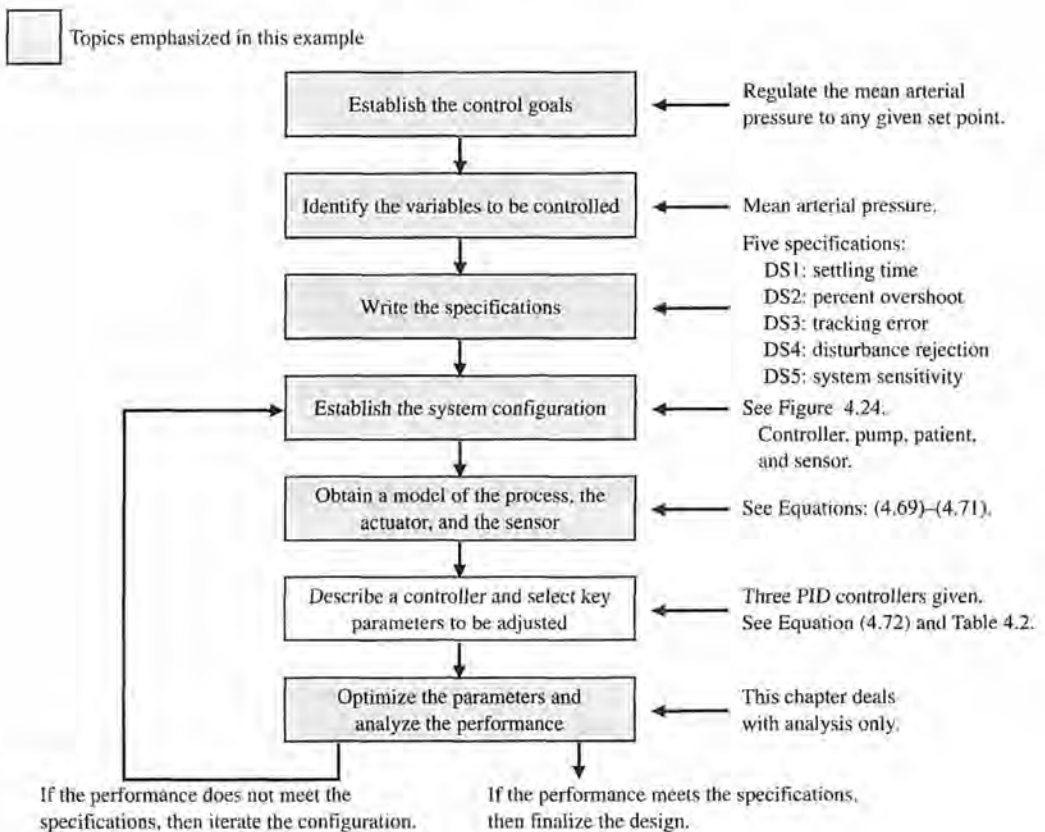 Topics emphasized in this example
Establish the control goals
Regulate the mean arterial
pressure to any given set point.
Identify the variables to be controlled
Mean arterial pressure.
Write the specifications
Five specifications:
DS1: settling time
DS2: percent overshoot
DS3: tracking error
DS4: disturbance rejection
DS5: system sensitivity
Establish the system configuration
See Figure 4.24.
Controller, pump, patient,
and sensor.
Obtain a model of the process, the
actuator, and the sensor
See Equations: (4.69)–(4.71).
Describe a controller and select key
parameters to be adjusted
Three PID controllers given.
See Equation (4.72) and Table 4.2.
Optimize the parameters and
analyze the performance
This chapter deals
with analysis only.
If the performance does not meet the
specifications, then iterate the configuration.
If the performance meets the specifications,
then finalize the design.